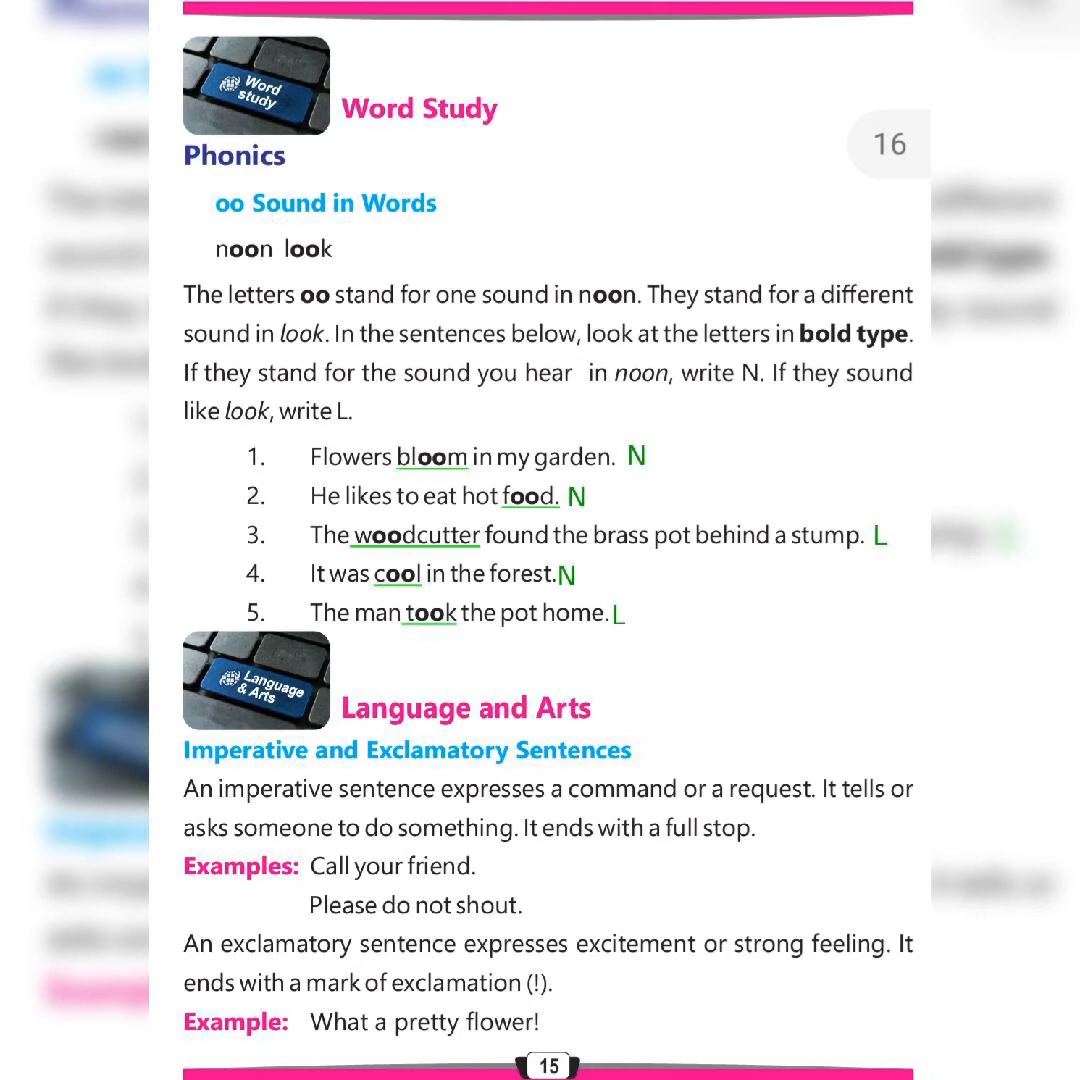 Word
study
Word Study
16
Phonics
oo Sound in Words
noon look
The letters oo stand for one sound in noon. They stand for a different
sound in look. In the sentences below, look at the letters in bold type.
If they stand for the sound you hear in noon, write N. If they sound
like look, write L.
1. Flowers bloom in my garden. N
2. He likes to eat hot food. N
3. The woodcutter found the brass pot behind a stump. L
4. It was cool in the forest. N
5. The man took the pot home. L
Language
& Arts
Language and Arts
Imperative and Exclamatory Sentences
An imperative sentence expresses a command or a request. It tells or
asks someone to do something. It ends with a full stop.
Examples: Call your friend.
Please do not shout.
An exclamatory sentence expresses excitement or strong feeling. It
ends with a mark of exclamation (!).
Example: What a pretty flower!
15